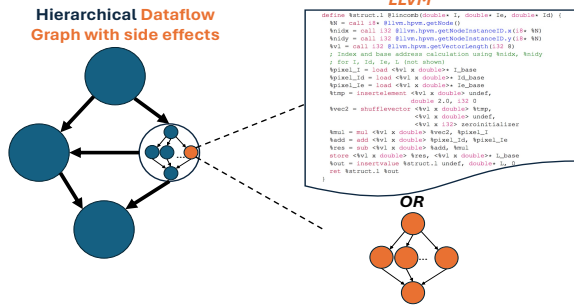 Hierarchical Dataflow
Graph with side effects
LLVM
define %struct.l @lincomb(double* I, double* Ie, double* Id) {
%N = call i8* @llvm.hpvm.getNode()
%nidx = call i32 @llvm.hpvm.getNodeInstanceID.x(i8* %N)
%nidy = call i32 @llvm.hpvm.getNodeInstanceID.y(i8* %N)
%vl = call i32 @llvm.hpvm.getVectorLength(i32 0)
; Index and base address calculation using %nidx, %nidy
; for I, Id, Ie, L (not shown)
%pixel_I = load <%vl x double>* I_base
%pixel_Id = load <%vl x double>* Id_base
%pixel_Ie = load <%vl x double>* Ie_base
%tmp = insertelement <%vl x double> undef,
double 2.0, i32 0
%vec2 = shufflevector <%vl x double> %tmp,
<%vl x double> undef,
<%vl x i32> zeroinitializer
%mul = mul <%vl x double> %vec2, %pixel_I
%add = add <%vl x double> %pixel_Id, %pixel_Ie
%res = sub <%vl x double> %add, %mul
store <%vl x double> %res, <%vl x double>* L_base
%out = insertvalue %struct.l undef, double* L, 0
ret %struct.l %out
}
...
OR
...